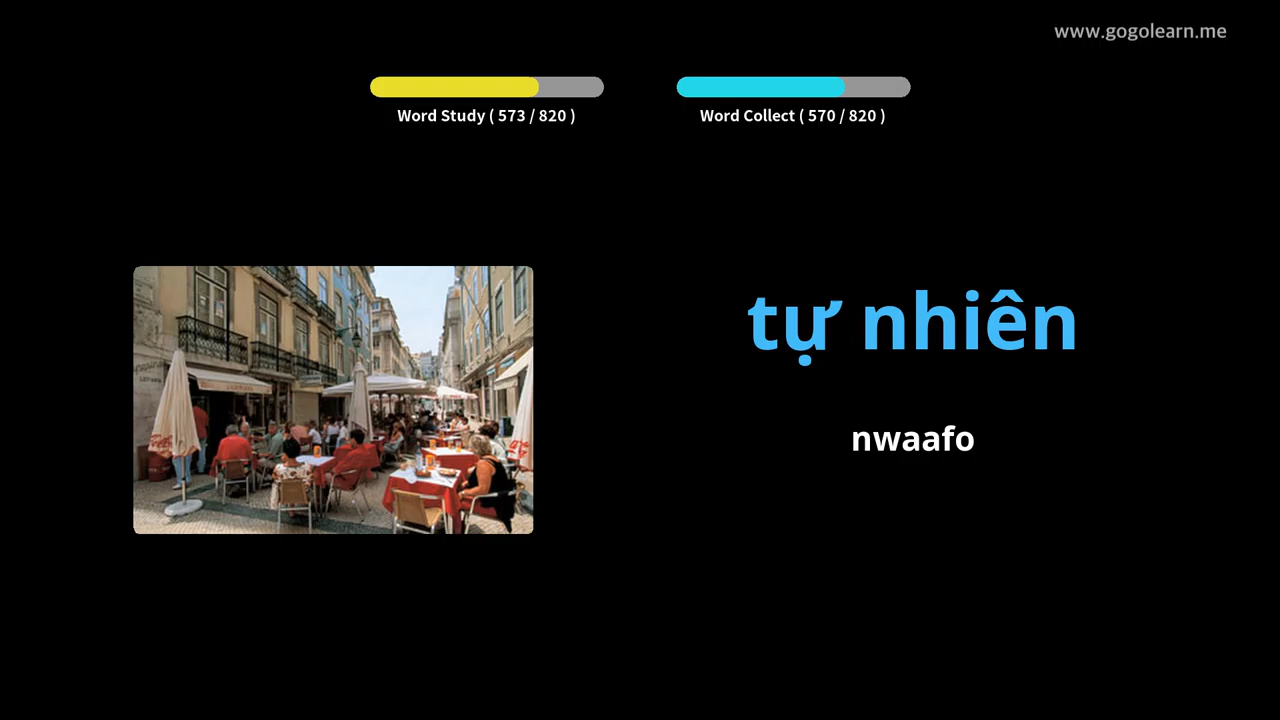 www.gogolearn.me
Word Study ( 573 / 820 )
Word Collect ( 570 / 820 )
tự nhiên
nwaafo